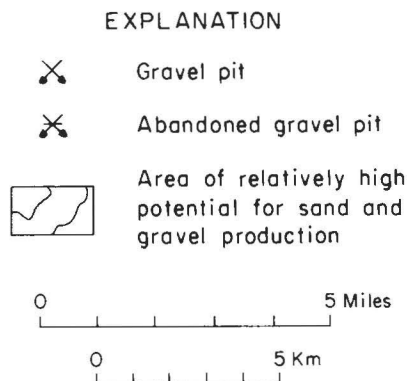 EXPLANATION
Gravel pit
Abandoned gravel pit
Area of relatively high
potential for sand and
gravel production
0 5 Miles
0 5 Km